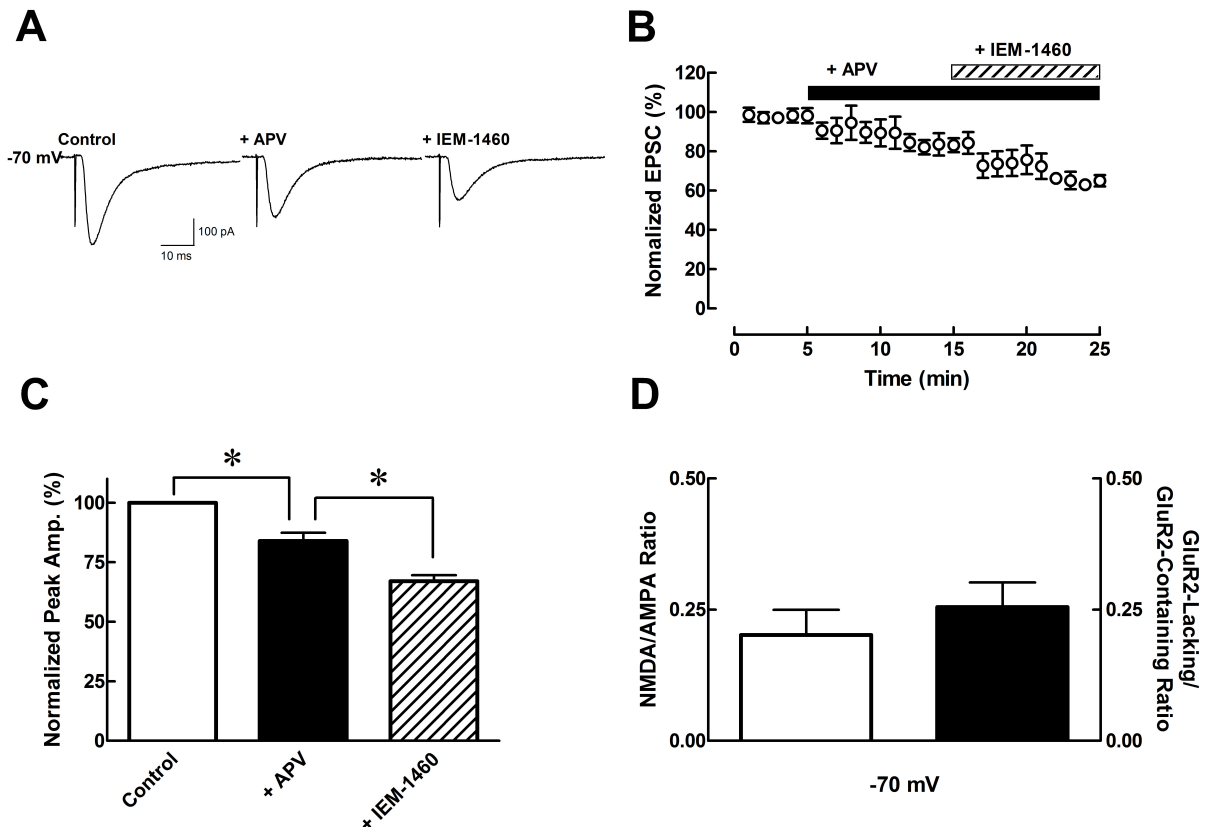 A
Control
+ APV
+ IEM-1460
-70 mV
100 pA
10 ms
B
+ IEM-1460
+ APV
Nomalized EPSC (%)
120
100
80
60
40
20
0
0 5 10 15 20 25
Time (min)
C
Normalized Peak Amp. (%)
100
75
50
25
0
* *
Control
+ APV
+ IEM-1460
D
NMDA/AMPA Ratio
0.50
0.25
0.00
0.50
0.25
0.00
GluR2-Lacking/
GluR2-Containing Ratio
-70 mV